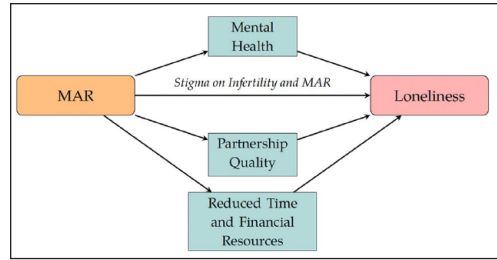 Mental
Health
Stigma on Infertility and MAR
MAR
Loneliness
Partnership
Quality
Reduced Time
and Financial
Resources